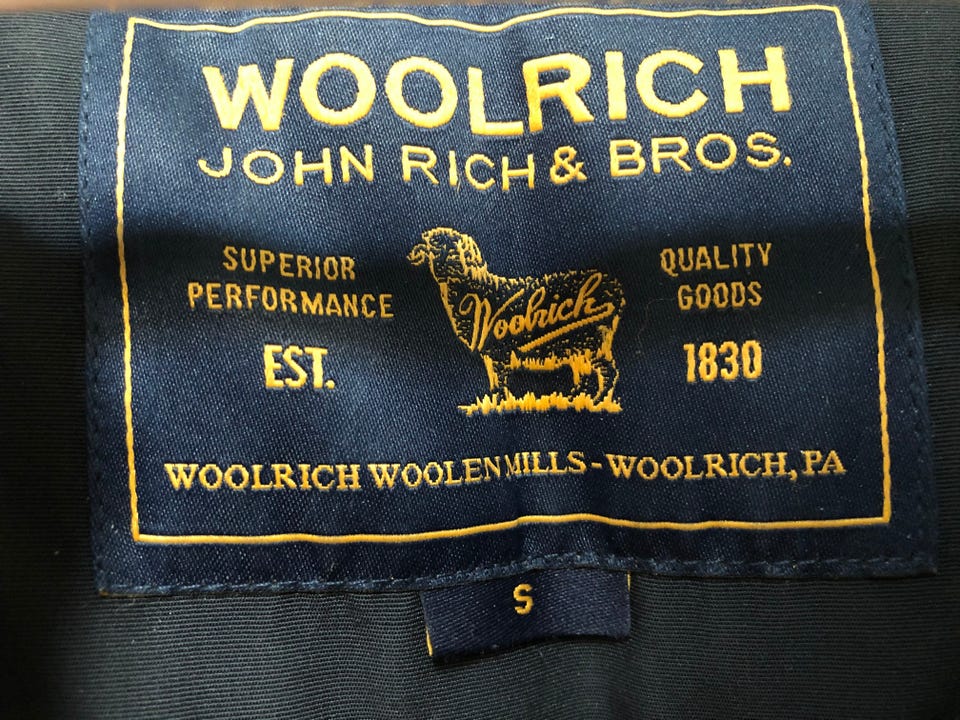 WOOLRICH
JOHN RICH & BROS.
SUPERIOR
PERFORMANCE
EST.
Woolrich
QUALITY
GOODS
1830
WOOLRICH WOOLEN MILLS - WOOLRICH, PA
S